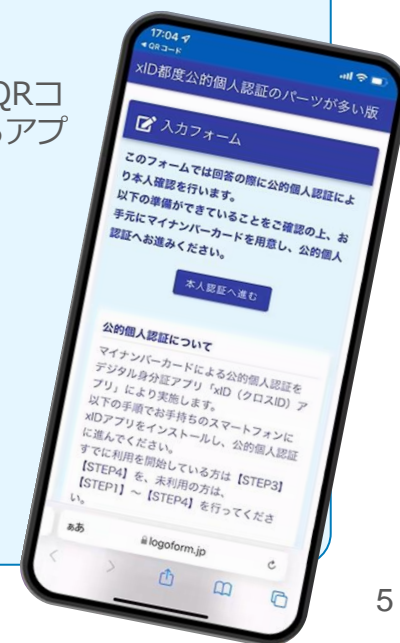 QRコ
るアプ
17:04
◀ QRコード
xID都度公的個人認証のパーツが多い版
入力フォーム
このフォームでは回答の際に公的個人認証によ
り本人確認を行います。
以下の準備ができていることをご確認の上、お
手元にマイナンバーカードを用意し、公的個人
認証へお進みください。
本人認証へ進む
公的個人認証について
マイナンバーカードによる公的個人認証を
デジタル身分証アプリ「xID（クロスID）ア
プリ」により実施します。
以下の手順でお手持ちのスマートフォンに
xIDアプリをインストールし、公的個人認証
に進んでください。
すでに利用を開始している方は【STEP3】
【STEP4】を、未利用の方は、
【STEP1】～【STEP4】を行ってくださ
い。
ぁあ
logoform.jp
5